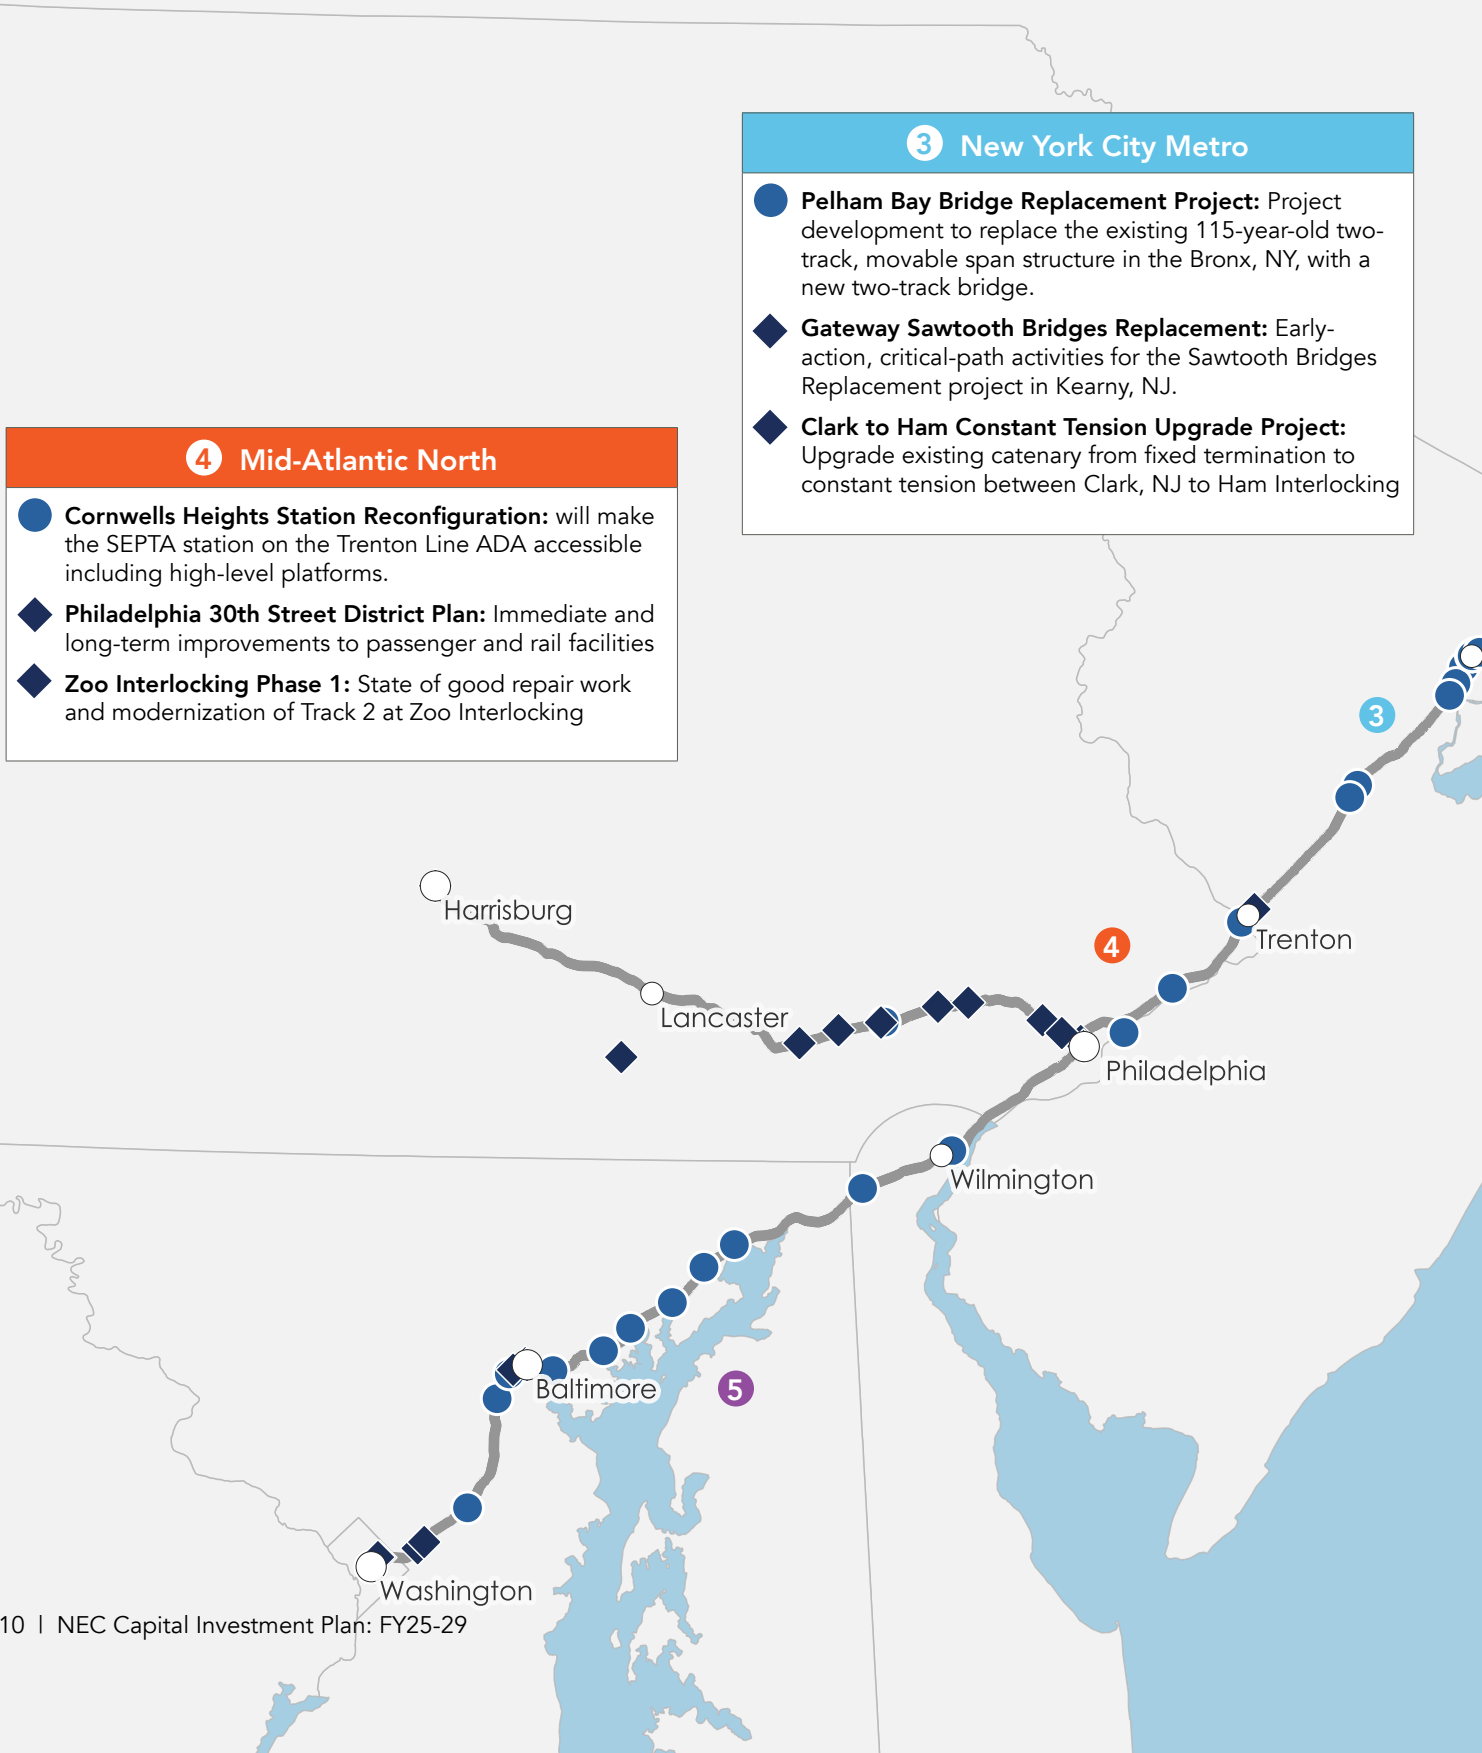 3 New York City Metro
Pelham Bay Bridge Replacement Project: Project
development to replace the existing 115-year-old two-
track, movable span structure in the Bronx, NY, with a
new two-track bridge.
Gateway Sawtooth Bridges Replacement: Early-
action, critical-path activities for the Sawtooth Bridges
Replacement project in Kearny, NJ.
Clark to Ham Constant Tension Upgrade Project:
Upgrade existing catenary from fixed termination to
constant tension between Clark, NJ to Ham Interlocking
4 Mid-Atlantic North
Cornwells Heights Station Reconfiguration: will make
the SEPTA station on the Trenton Line ADA accessible
including high-level platforms.
Philadelphia 30th Street District Plan: Immediate and
long-term improvements to passenger and rail facilities
Zoo Interlocking Phase 1: State of good repair work
and modernization of Track 2 at Zoo Interlocking
3
Harrisburg
4
Trenton
Lancaster
Philadelphia
Wilmington
Baltimore
5
Washington
10 | NEC Capital Investment Plan: FY25-29